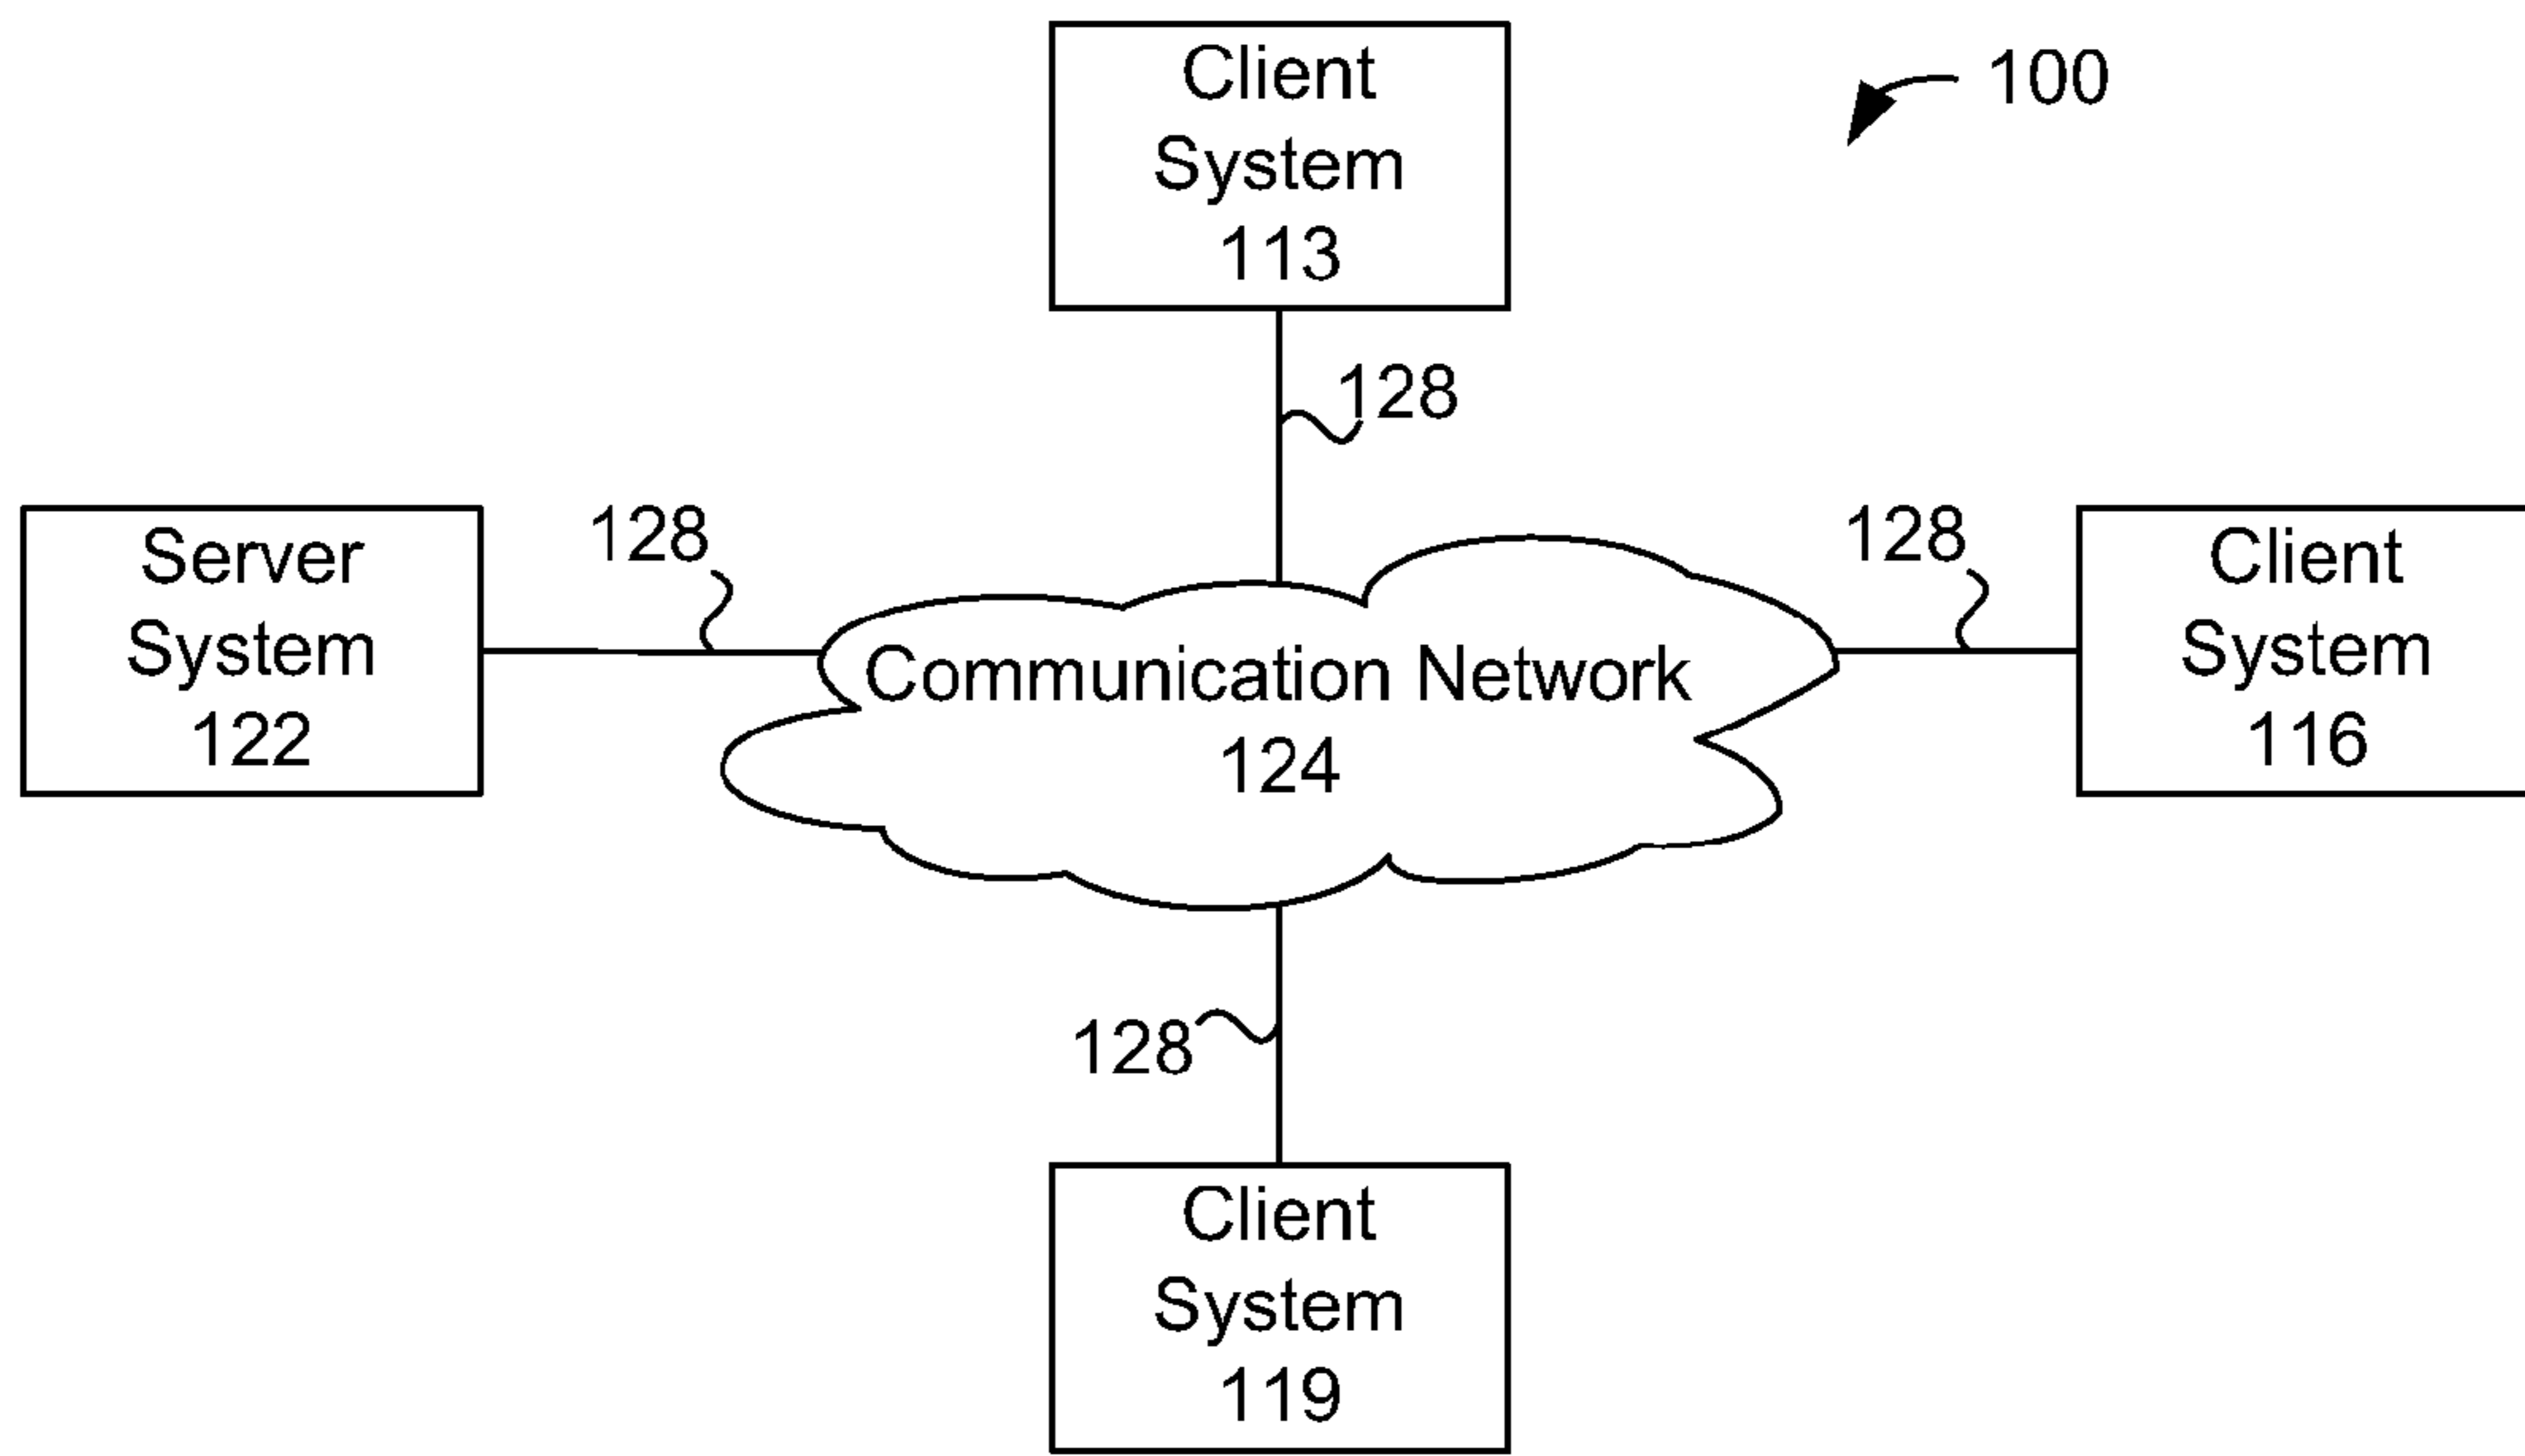 Client
System
113
100
128
Server
System
122
128
Communication Network
124
128
Client
System
116
128
Client
System
119